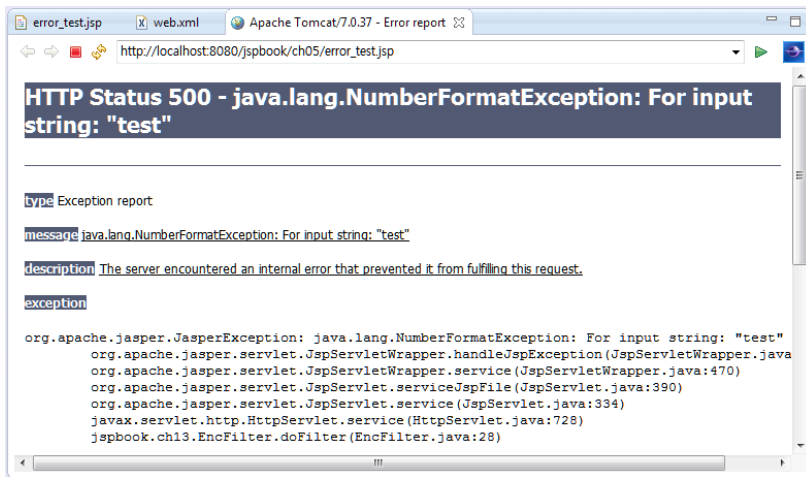 error_test.jsp
web.xml
Apache Tomcat/7.0.37 - Error report
http://localhost:8080/jspbook/ch05/error_test.jsp
HTTP Status 500 - java.lang.NumberFormatException: For input
string: "test"
type Exception report
message java.lang.NumberFormatException: For input string: "test"
description The server encountered an internal error that prevented it from fulfilling this request.
exception
org.apache.jasper.JasperException: java.lang.NumberFormatException: For input string: "test"
org.apache.jasper.servlet.JspServletWrapper.handleJspException(JspServletWrapper.java
org.apache.jasper.servlet.JspServletWrapper.service(JspServletWrapper.java:470)
org.apache.jasper.servlet.JspServlet.serviceJspFile(JspServlet.java:390)
org.apache.jasper.servlet.JspServlet.service(JspServlet.java:334)
javax.servlet.http.HttpServlet.service(HttpServlet.java:728)
jspbook.ch13.EncFilter.doFilter(EncFilter.java:28)